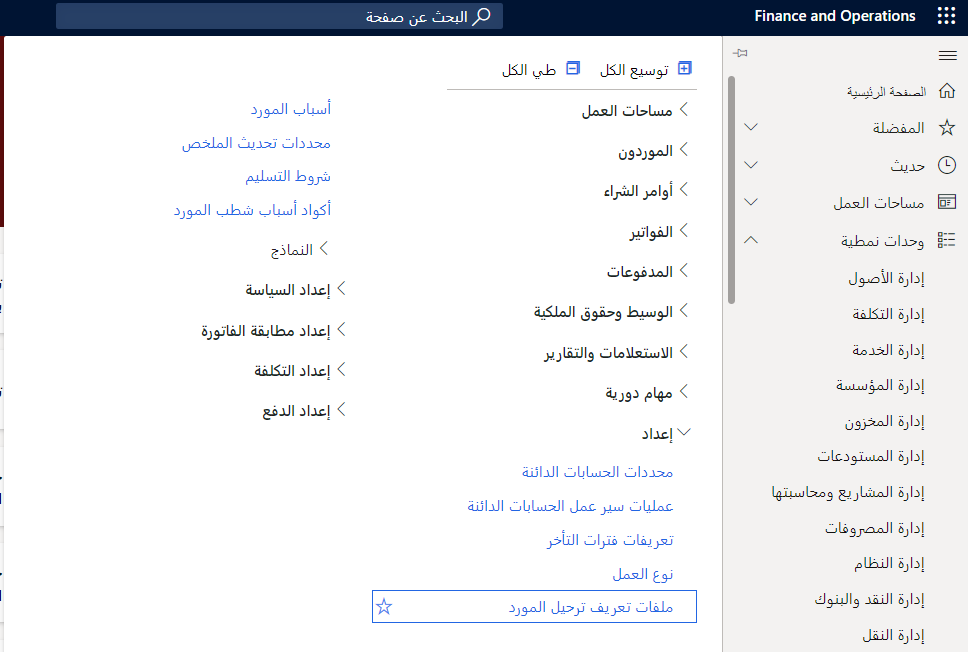 Finance and Operations
البحث عن صفحة
الصفحة الرئيسية
المفضلة
حديث
مساحات العمل
وحدات نمطية
إدارة الأصول
إدارة التكلفة
إدارة الخدمة
إدارة المؤسسة
إدارة المخزون
إدارة المستودعات
إدارة المشاريع ومحاسبتها
إدارة المصروفات
إدارة النظام
إدارة النقد والبنوك
إدارة النقل
توسيع الكل
طي الكل
مساحات العمل
الموردون
أوامر الشراء
الفواتير
المدفوعات
الوسيط وحقوق الملكية
الاستعلامات والتقارير
مهام دورية
إعداد
محددات الحسابات الدائنة
عمليات سير عمل الحسابات الدائنة
تعريفات فترات التأخر
نوع العمل
ملفات تعريف ترحيل المورد
أسباب المورد
محددات تحديث الملخص
شروط التسليم
أكواد أسباب شطب المورد
النماذج
إعداد السياسة
إعداد مطابقة الفاتورة
إعداد التكلفة
إعداد الدفع